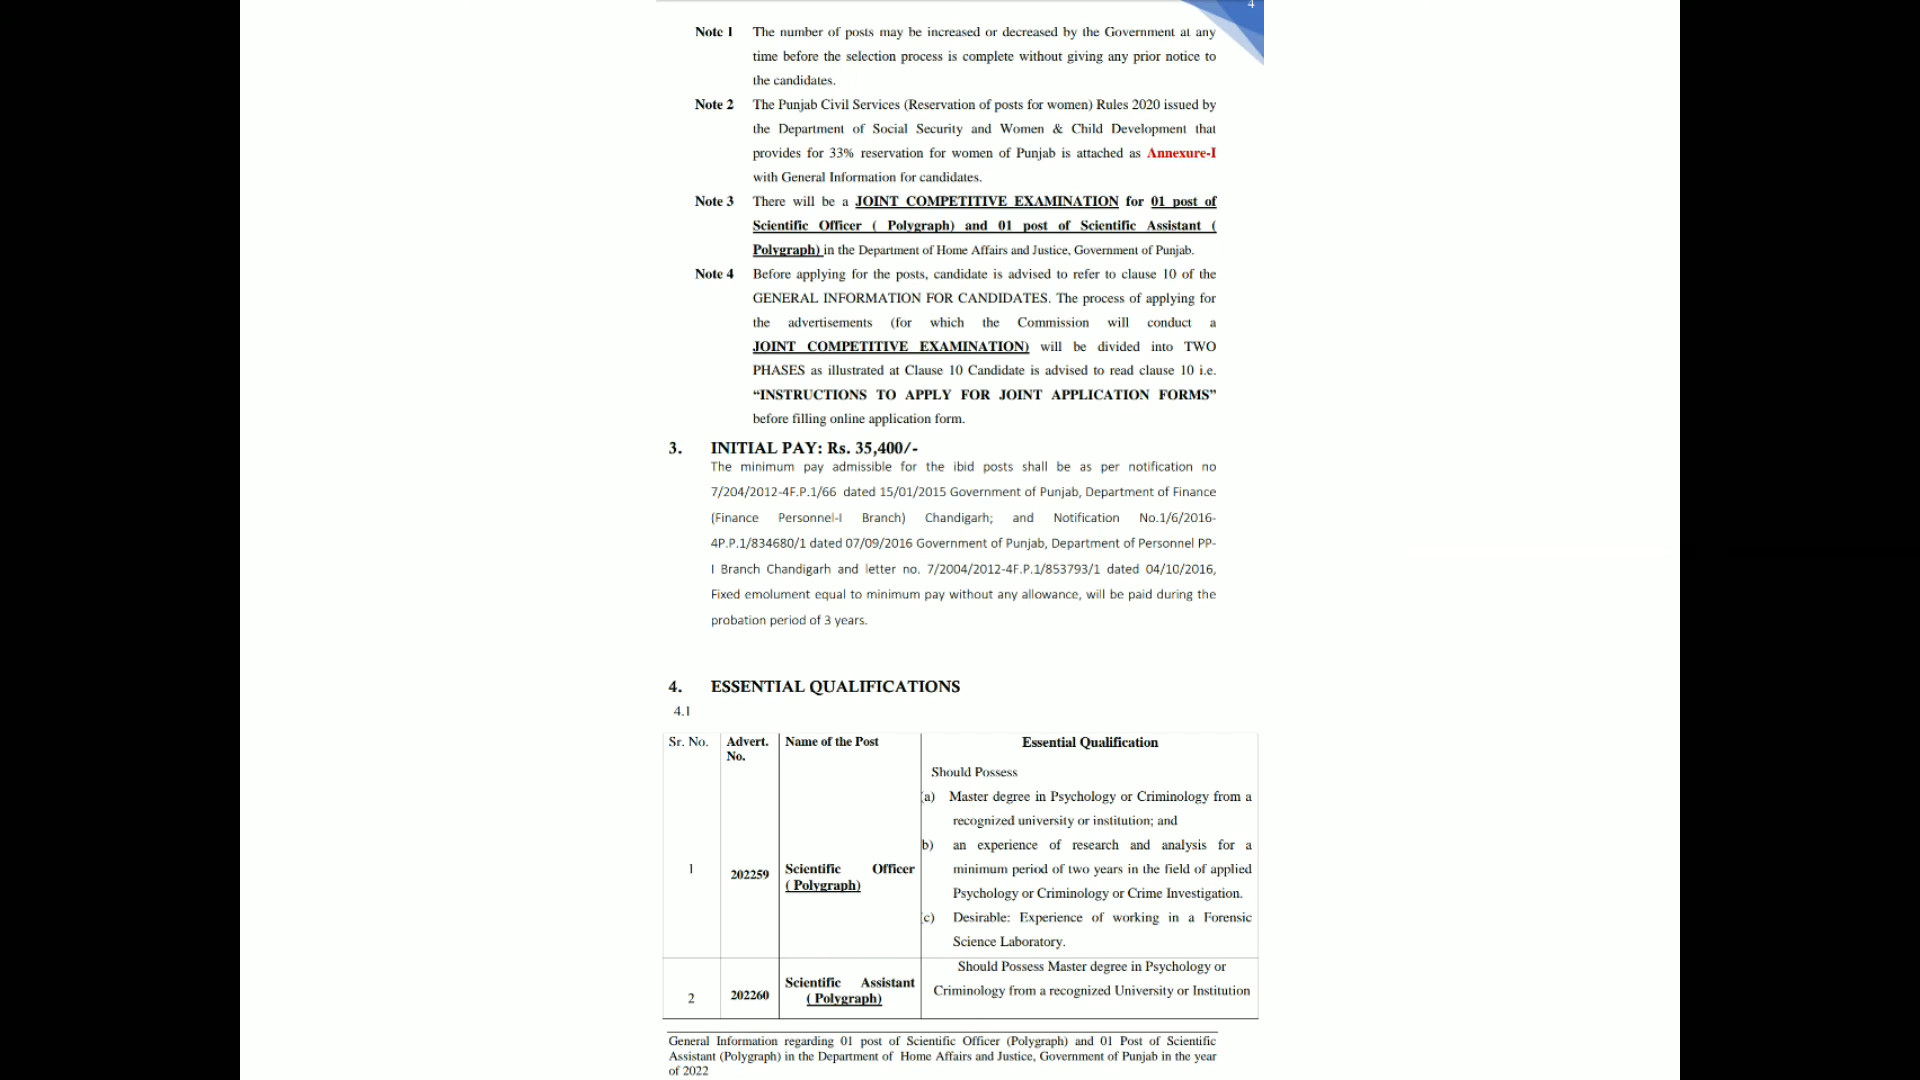 4
Note 1 The number of posts may be increased or decreased by the Government at any
time before the selection process is complete without giving any prior notice to
the candidates.
Note 2 The Punjab Civil Services (Reservation of posts for women) Rules 2020 issued by
the Department of Social Security and Women & Child Development that
provides for 33% reservation for women of Punjab is attached as Annexure-I
with General Information for candidates.
Note 3 There will be a JOINT COMPETITIVE EXAMINATION for 01 post of
Scientific Officer ( Polygraph) and 01 post of Scientific Assistant (
Polygraph) in the Department of Home Affairs and Justice, Government of Punjab.
Note 4 Before applying for the posts, candidate is advised to refer to clause 10 of the
GENERAL INFORMATION FOR CANDIDATES. The process of applying for
the advertisements (for which the Commission will conduct a
JOINT COMPETITIVE EXAMINATION) will be divided into TWO
PHASES as illustrated at Clause 10 Candidate is advised to read clause 10 i.e.
“INSTRUCTIONS TO APPLY FOR JOINT APPLICATION FORMS”
before filling online application form.
3. INITIAL PAY: Rs. 35,400/-
The minimum pay admissible for the ibid posts shall be as per notification no
7/204/2012-4F.P.1/66 dated 15/01/2015 Government of Punjab, Department of Finance
(Finance Personnel-I Branch) Chandigarh; and Notification No.1/6/2016-
4P.P.1/834680/1 dated 07/09/2016 Government of Punjab, Department of Personnel PP-
I Branch Chandigarh and letter no. 7/2004/2012-4F.P.1/853793/1 dated 04/10/2016,
Fixed emolument equal to minimum pay without any allowance, will be paid during the
probation period of 3 years.
4. ESSENTIAL QUALIFICATIONS
4.1
Sr. No. Advert. No. Name of the Post Essential Qualification
1 202259 Scientific Officer ( Polygraph)
Should Possess
(a) Master degree in Psychology or Criminology from a
recognized university or institution; and
b) an experience of research and analysis for a
minimum period of two years in the field of applied
Psychology or Criminology or Crime Investigation.
(c) Desirable: Experience of working in a Forensic
Science Laboratory.
2 202260 Scientific Assistant ( Polygraph)
Should Possess Master degree in Psychology or
Criminology from a recognized University or Institution
General Information regarding 01 post of Scientific Officer (Polygraph) and 01 Post of Scientific
Assistant (Polygraph) in the Department of Home Affairs and Justice, Government of Punjab in the year
of 2022